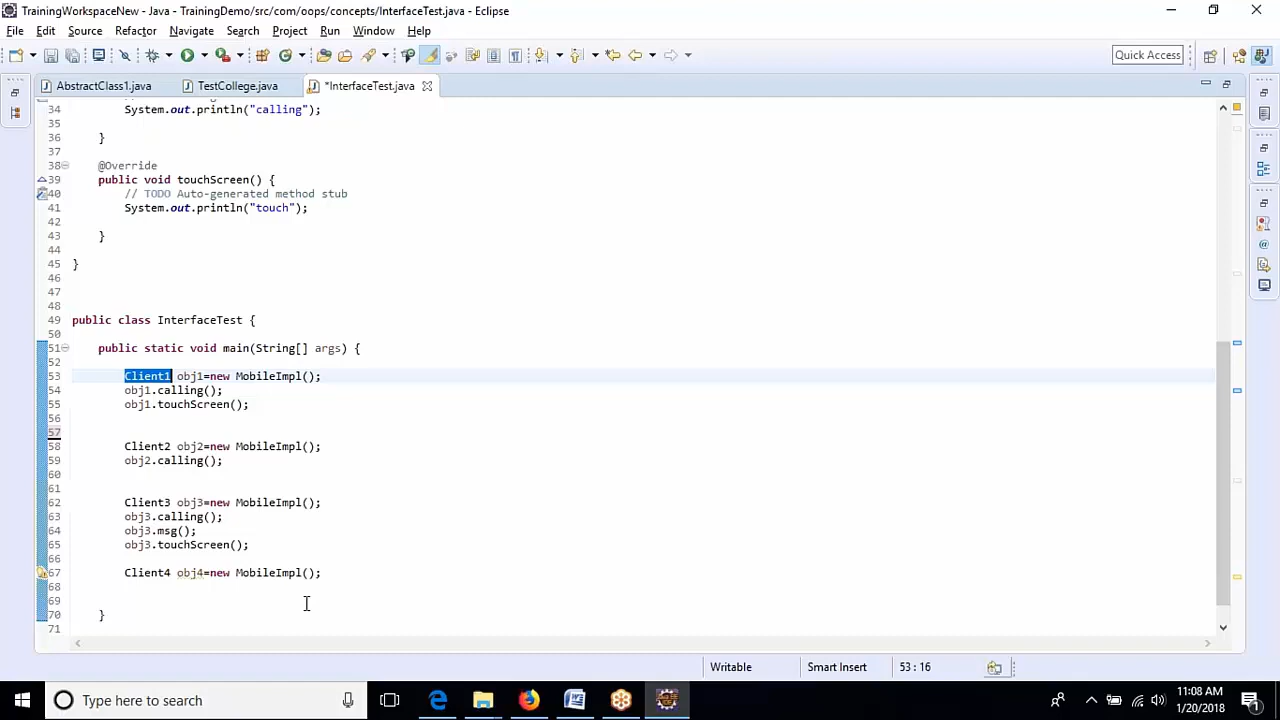 TrainingWorkspaceNew - Java - TrainingDemo/src/com/oops/concepts/InterfaceTest.java - Eclipse
File Edit Source Refactor Navigate Search Project Run Window Help
Quick Access
AbstractClass1.java TestCollege.java *InterfaceTest.java
34 System.out.println("calling");
35
36 }
37
38 @Override
39 public void touchScreen() {
40 // TODO Auto-generated method stub
41 System.out.println("touch");
42
43 }
44
45 }
46
47
48
49 public class InterfaceTest {
50
51 public static void main(String[] args) {
52
53 Client1 obj1=new MobileImpl();
54 obj1.calling();
55 obj1.touchScreen();
56
57
58 Client2 obj2=new MobileImpl();
59 obj2.calling();
60
61
62 Client3 obj3=new MobileImpl();
63 obj3.calling();
64 obj3.msg();
65 obj3.touchScreen();
66
67 Client4 obj4=new MobileImpl();
68
69
70 }
71
Writable Smart Insert 53 : 16
Type here to search
11:08 AM
1/20/2018